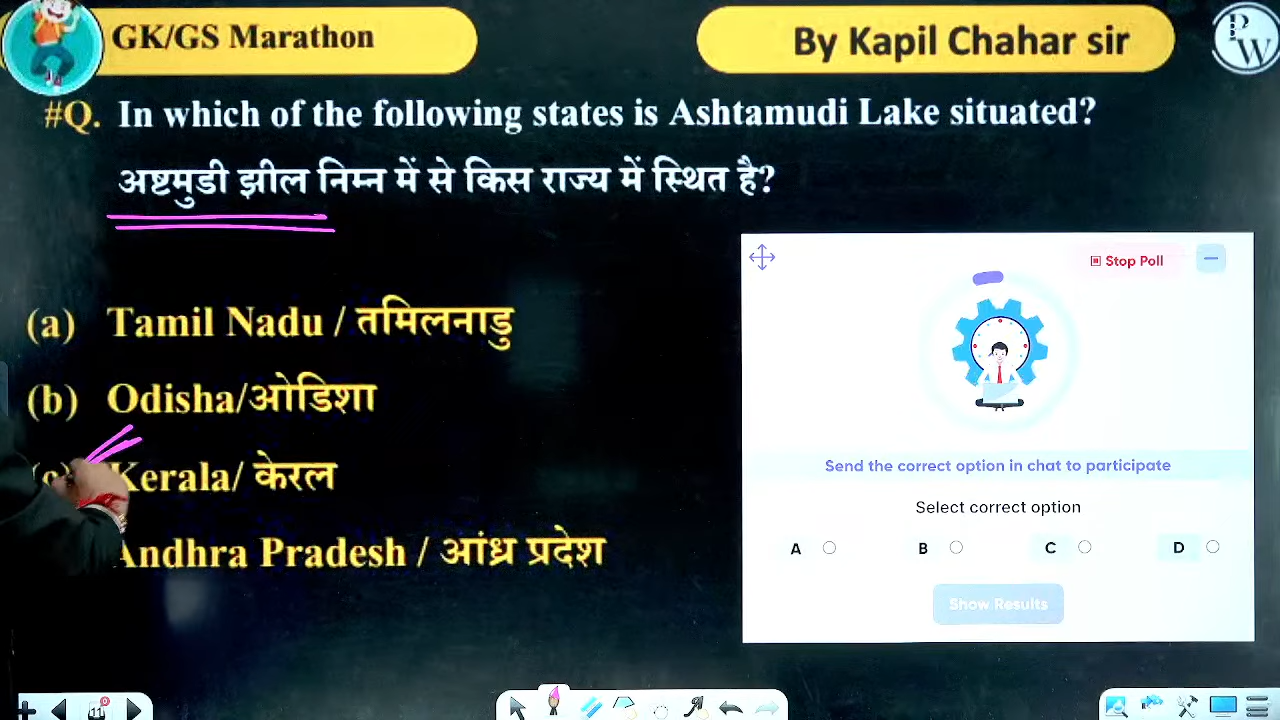 GK/GS Marathon
By Kapil Chahar sir
PW
#Q. In which of the following states is Ashtamudi Lake situated?
अष्टमुडी झील निम्न में से किस राज्य में स्थित है?
(a) Tamil Nadu / तमिलनाडु
(b) Odisha/ओडिशा
(c) Kerala/ केरल
Andhra Pradesh / आंध्र प्रदेश
Stop Poll
Send the correct option in chat to participate
Select correct option
A B C D
Show Results
11